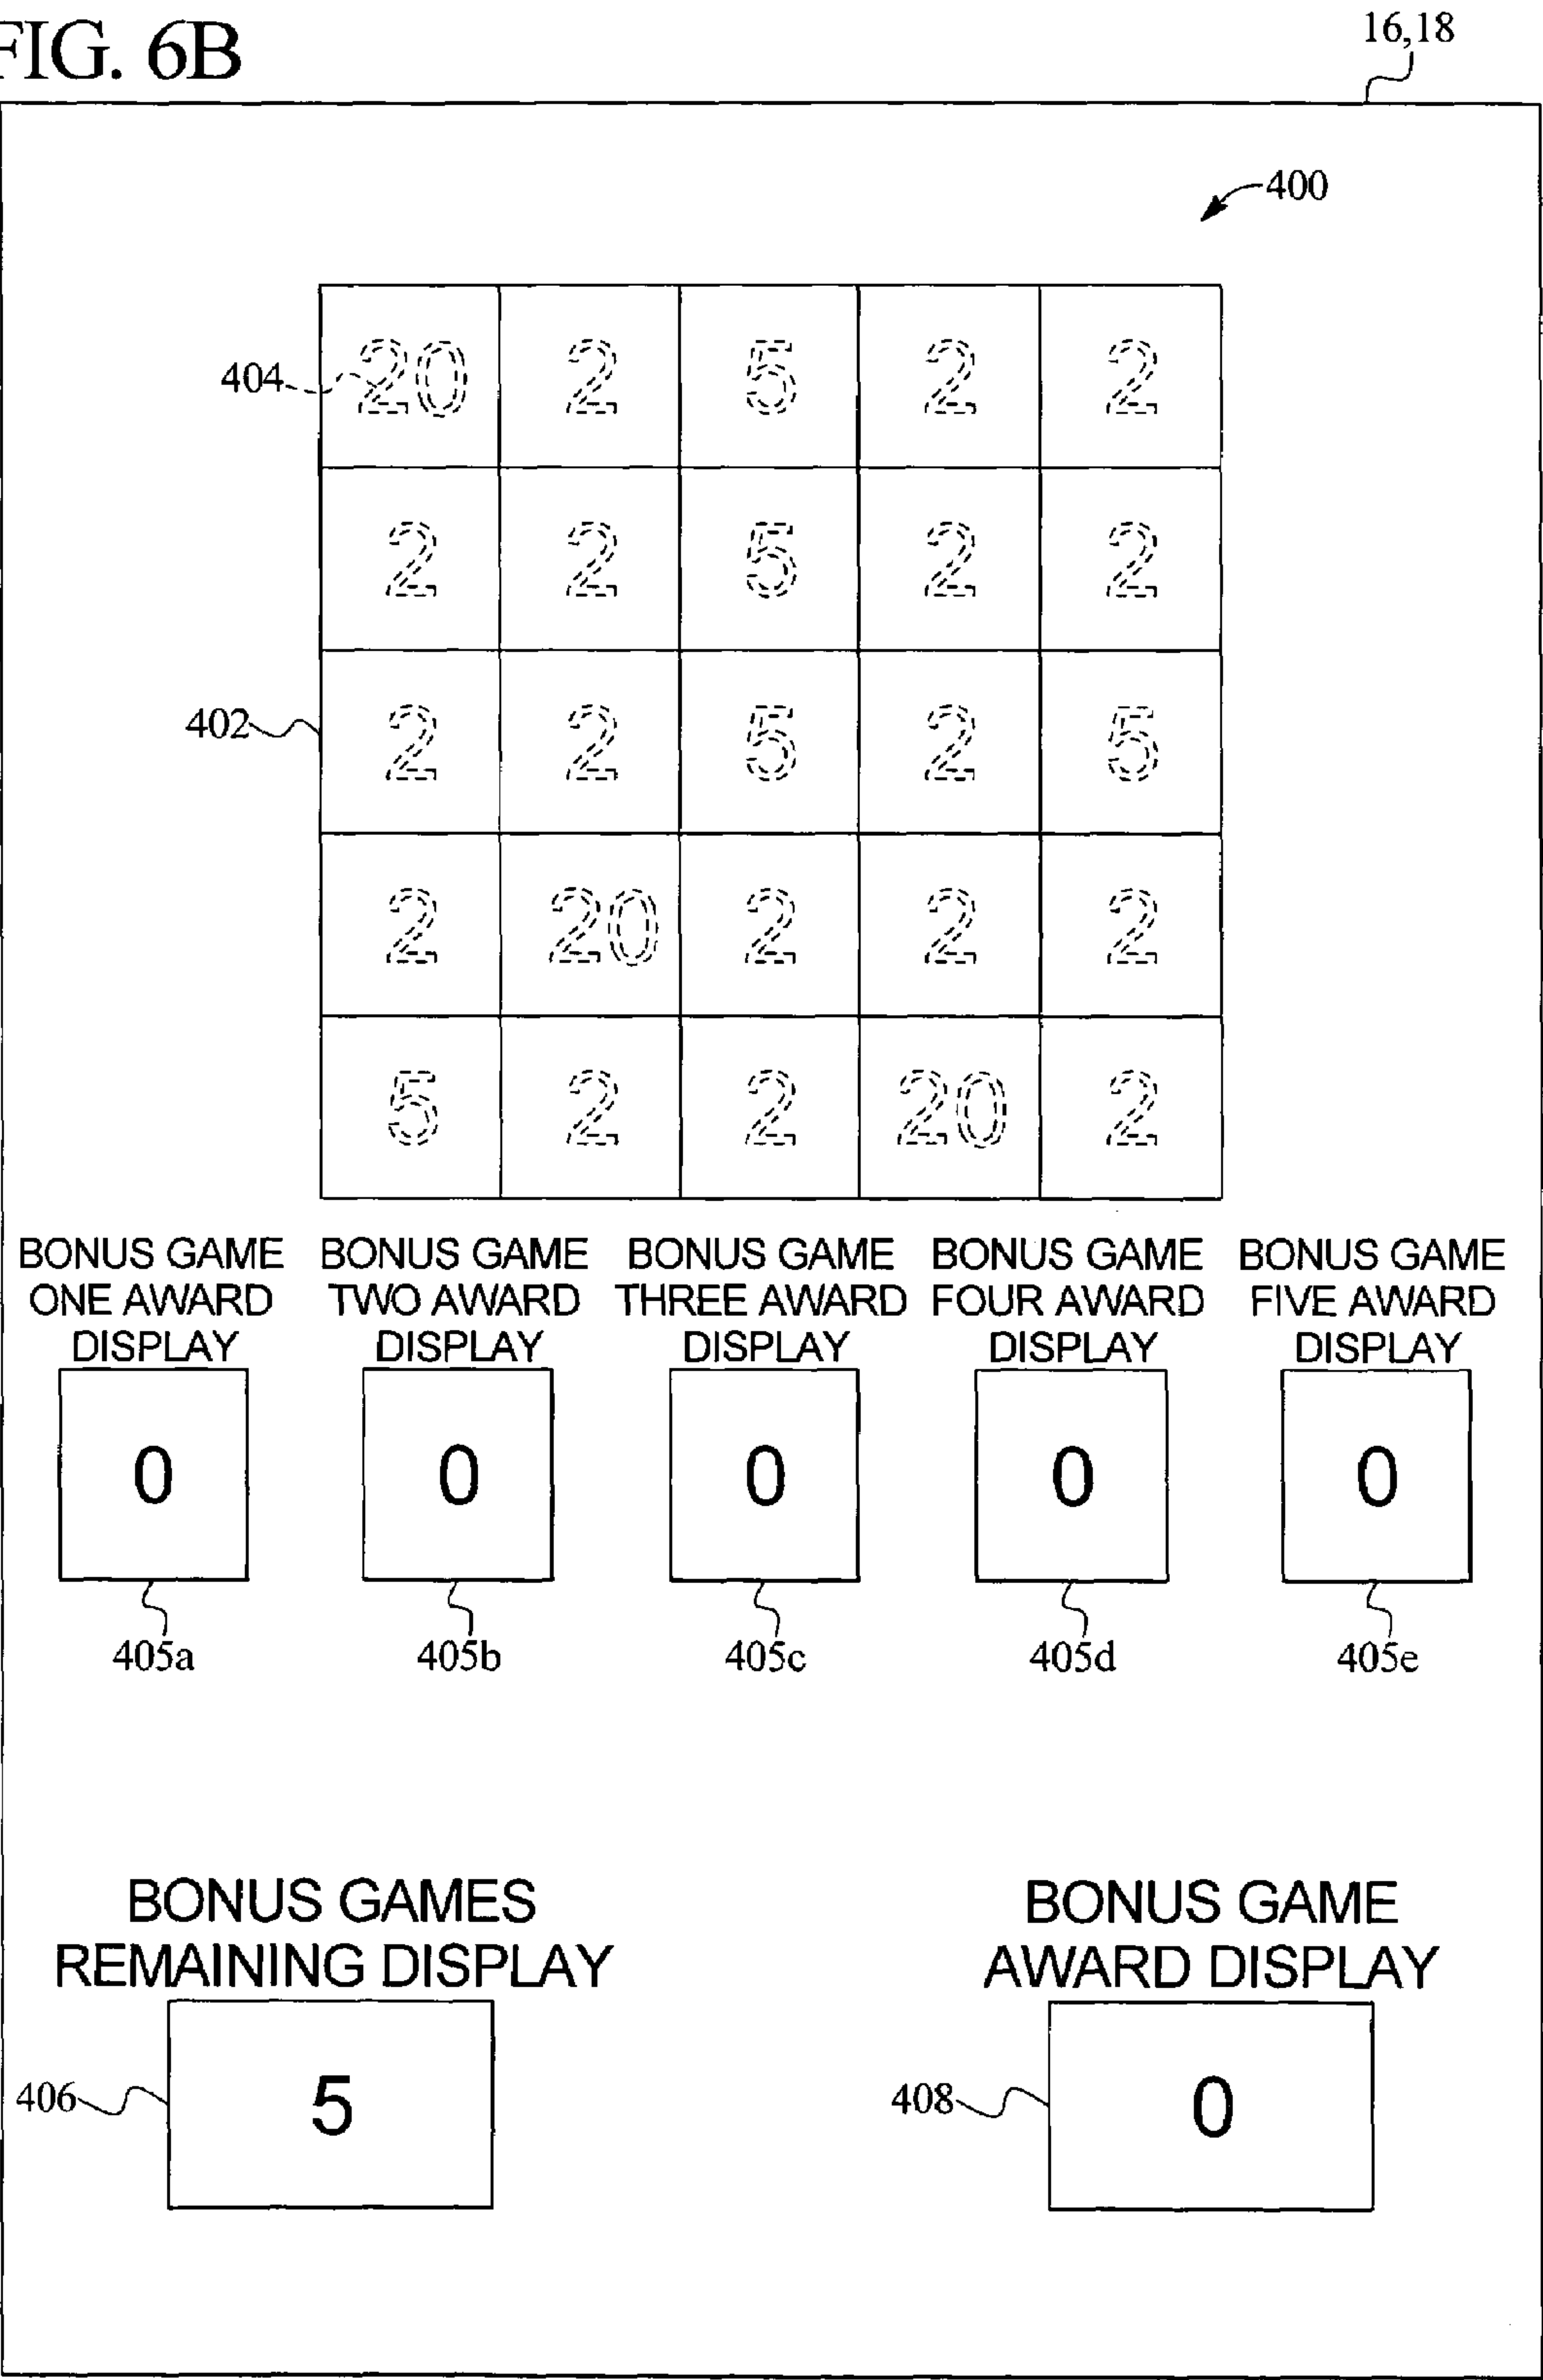 FIG. 6B
16,18
400
404 20 2 5 2 2
2 2 5 2 2
402 2 2 5 2 5
2 20 2 2 2
5 2 2 20 2
BONUS GAME BONUS GAME BONUS GAME BONUS GAME BONUS GAME
ONE AWARD TWO AWARD THREE AWARD FOUR AWARD FIVE AWARD
DISPLAY DISPLAY DISPLAY DISPLAY DISPLAY
0 0 0 0 0
405a 405b 405c 405d 405e
BONUS GAMES BONUS GAME
REMAINING DISPLAY AWARD DISPLAY
406 5 408 0